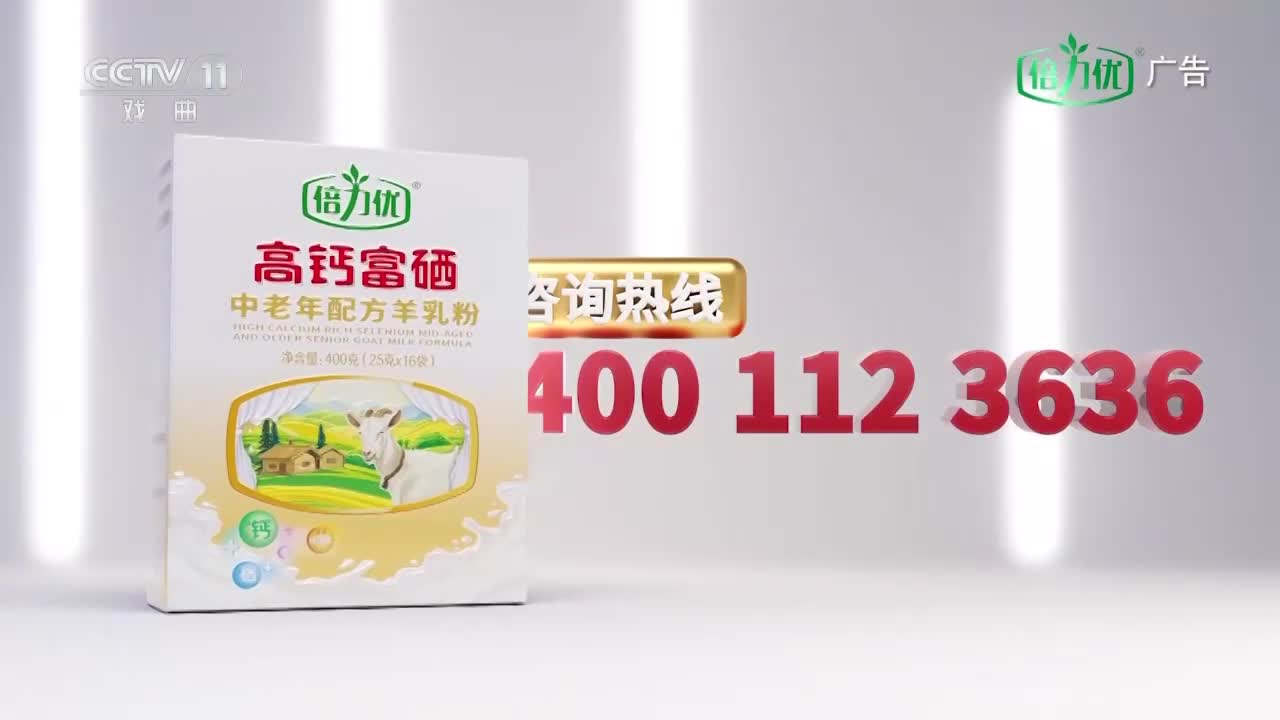 CCTV 11
戏曲
倍力优® 广告
倍力优®
高钙富硒
中老年配方羊乳粉
HIGH CALCIUM RICH SELENIUM MID-AGED
AND OLDER SENIOR GOAT MILK FORMULA
净含量:400克(25克x16袋)
钙
咨询热线
400 112 3636